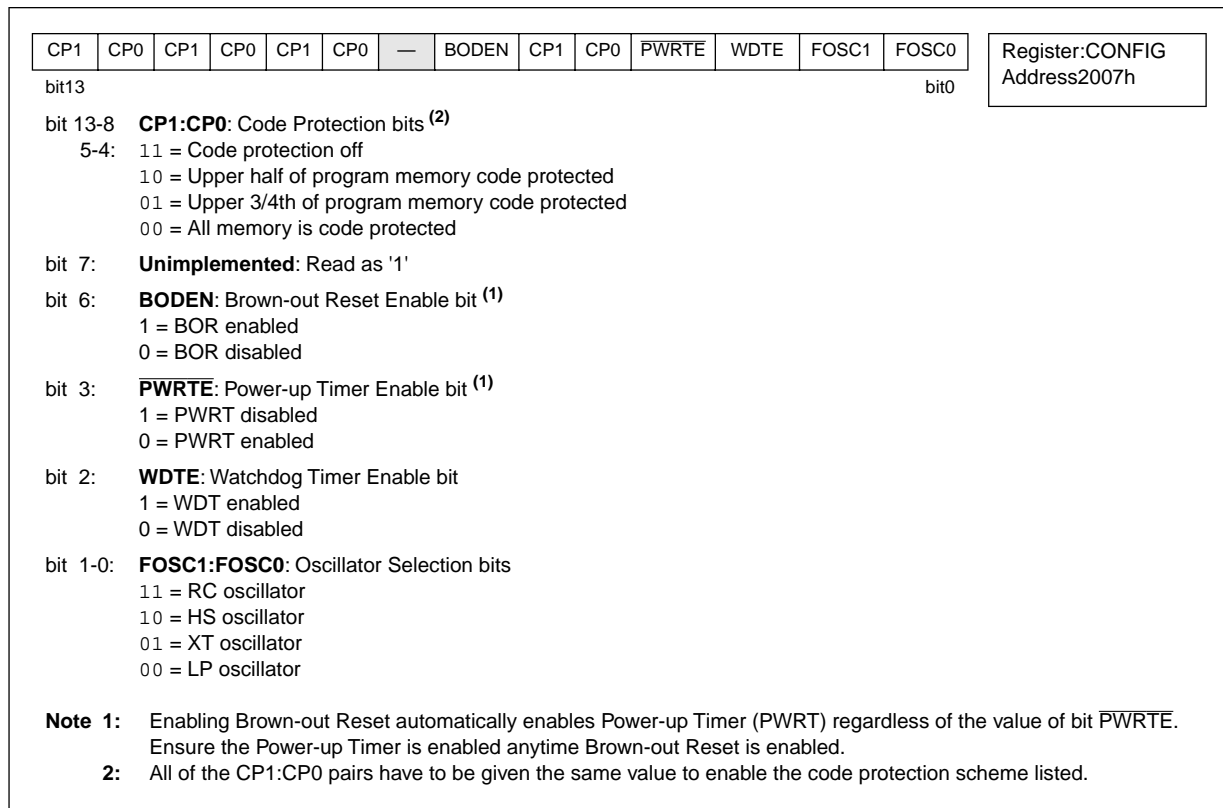 CP1 CP0 CP1 CP0 CP1 CP0 — BODEN CP1 CP0 PWRTE WDTE FOSC1 FOSC0
Register:CONFIG
Address2007h
bit13 bit0
bit 13-8 CP1:CP0: Code Protection bits (2)
5-4: 11 = Code protection off
10 = Upper half of program memory code protected
01 = Upper 3/4th of program memory code protected
00 = All memory is code protected
bit 7: Unimplemented: Read as '1'
bit 6: BODEN: Brown-out Reset Enable bit (1)
1 = BOR enabled
0 = BOR disabled
bit 3: PWRTE: Power-up Timer Enable bit (1)
1 = PWRT disabled
0 = PWRT enabled
bit 2: WDTE: Watchdog Timer Enable bit
1 = WDT enabled
0 = WDT disabled
bit 1-0: FOSC1:FOSC0: Oscillator Selection bits
11 = RC oscillator
10 = HS oscillator
01 = XT oscillator
00 = LP oscillator
Note 1: Enabling Brown-out Reset automatically enables Power-up Timer (PWRT) regardless of the value of bit PWRTE.
Ensure the Power-up Timer is enabled anytime Brown-out Reset is enabled.
2: All of the CP1:CP0 pairs have to be given the same value to enable the code protection scheme listed.